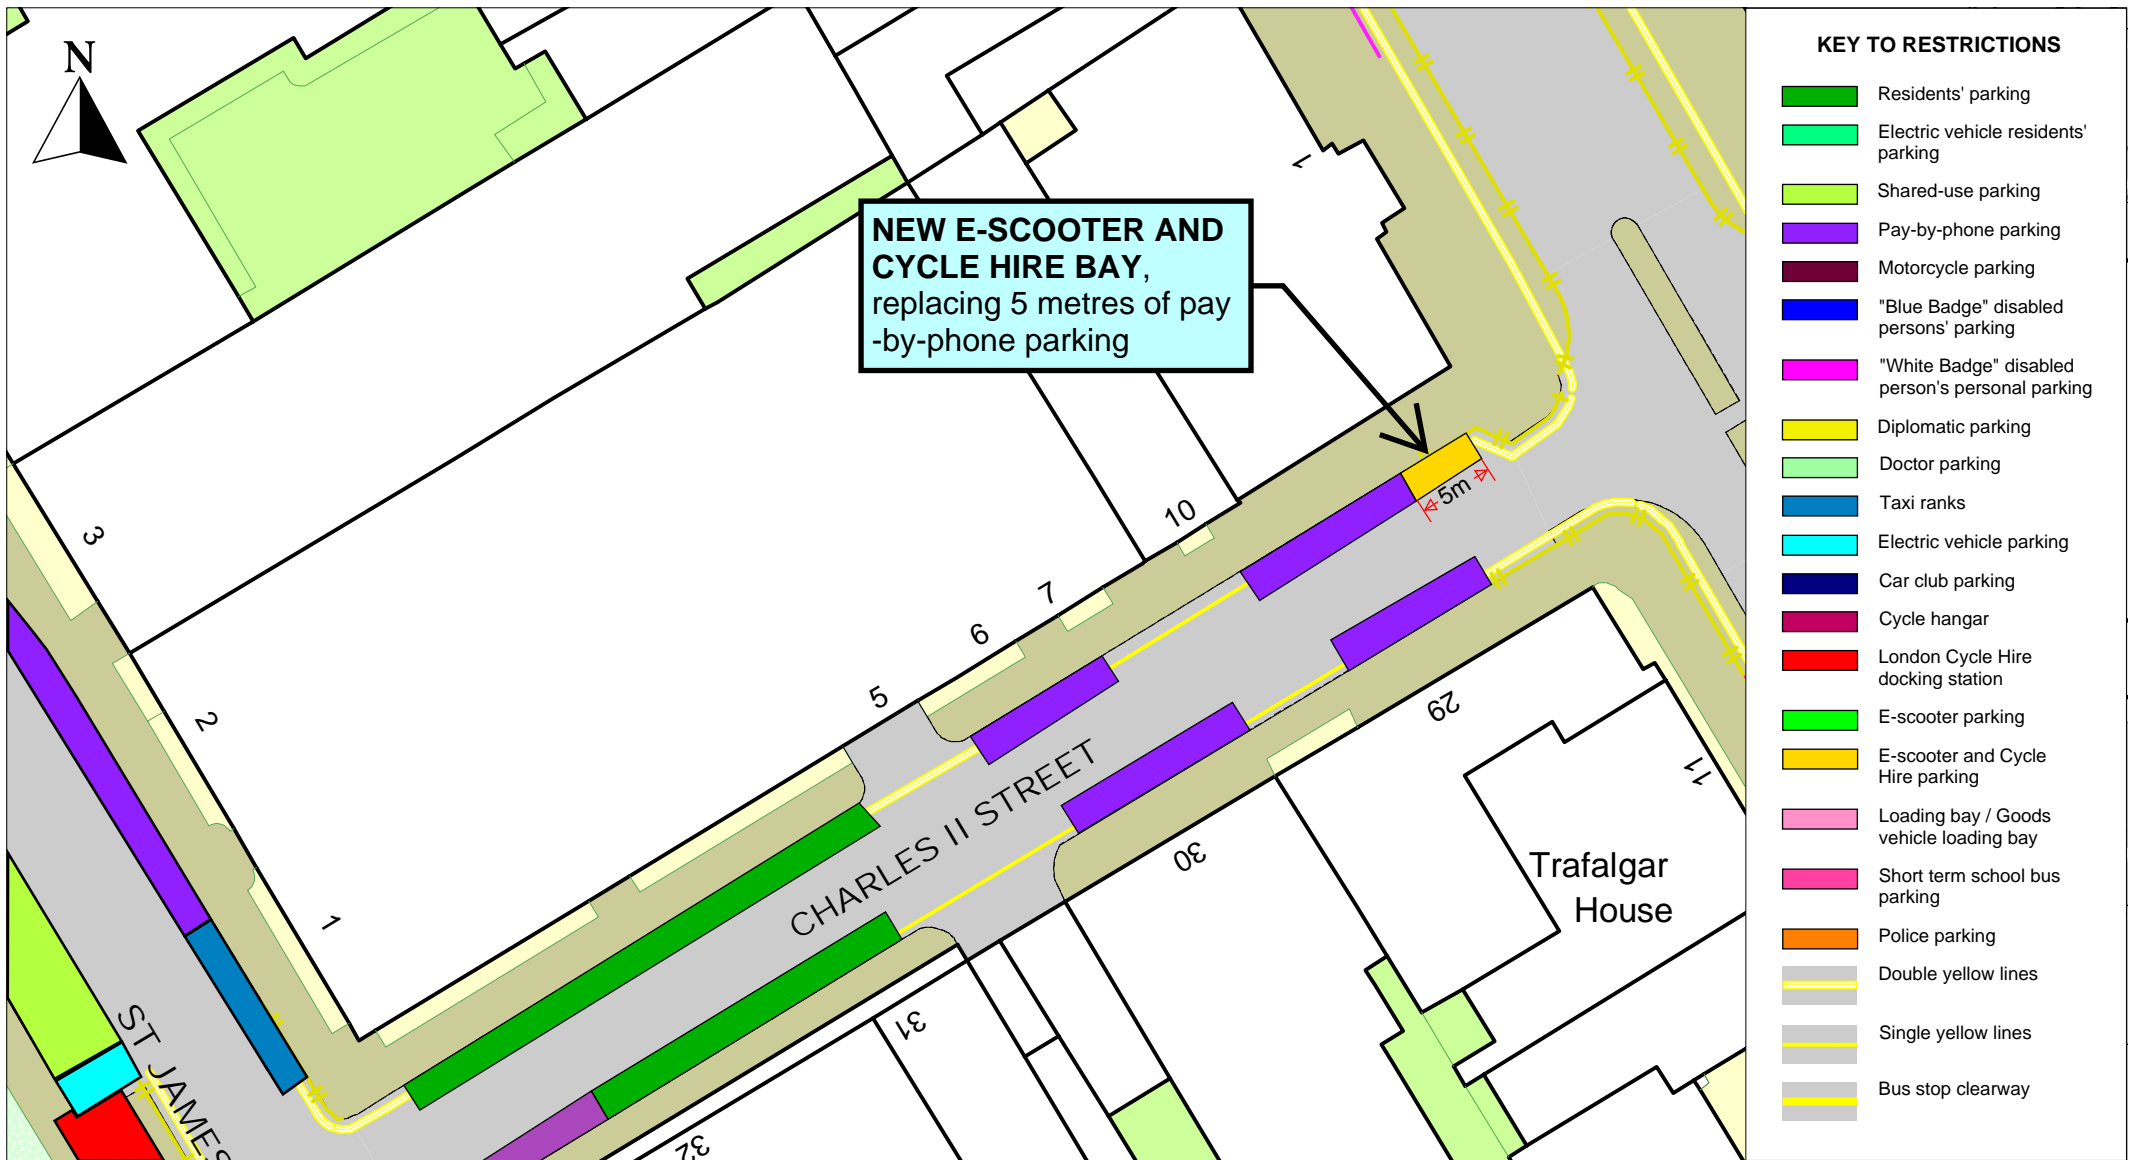 N
NEW E-SCOOTER AND
CYCLE HIRE BAY,
replacing 5 metres of pay
-by-phone parking
1
3
2
1
5
6
7
10
5m
CHARLES II STREET
29
30
31
32
11
Trafalgar
House
ST JAMES
KEY TO RESTRICTIONS
Residents' parking
Electric vehicle residents'
parking
Shared-use parking
Pay-by-phone parking
Motorcycle parking
"Blue Badge" disabled
persons' parking
"White Badge" disabled
person's personal parking
Diplomatic parking
Doctor parking
Taxi ranks
Electric vehicle parking
Car club parking
Cycle hangar
London Cycle Hire
docking station
E-scooter parking
E-scooter and Cycle
Hire parking
Loading bay / Goods
vehicle loading bay
Short term school bus
parking
Police parking
Double yellow lines
Single yellow lines
Bus stop clearway